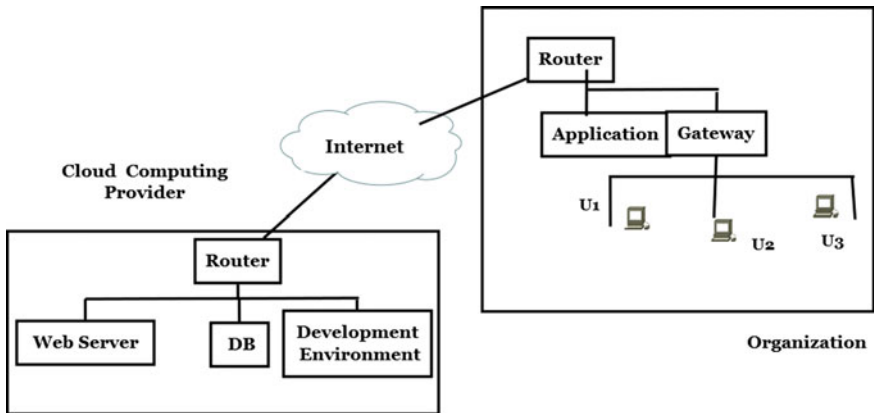 Router
Application
Gateway
Internet
Cloud Computing
Provider
U1
U2
U3
Router
Web Server
DB
Development
Environment
Organization